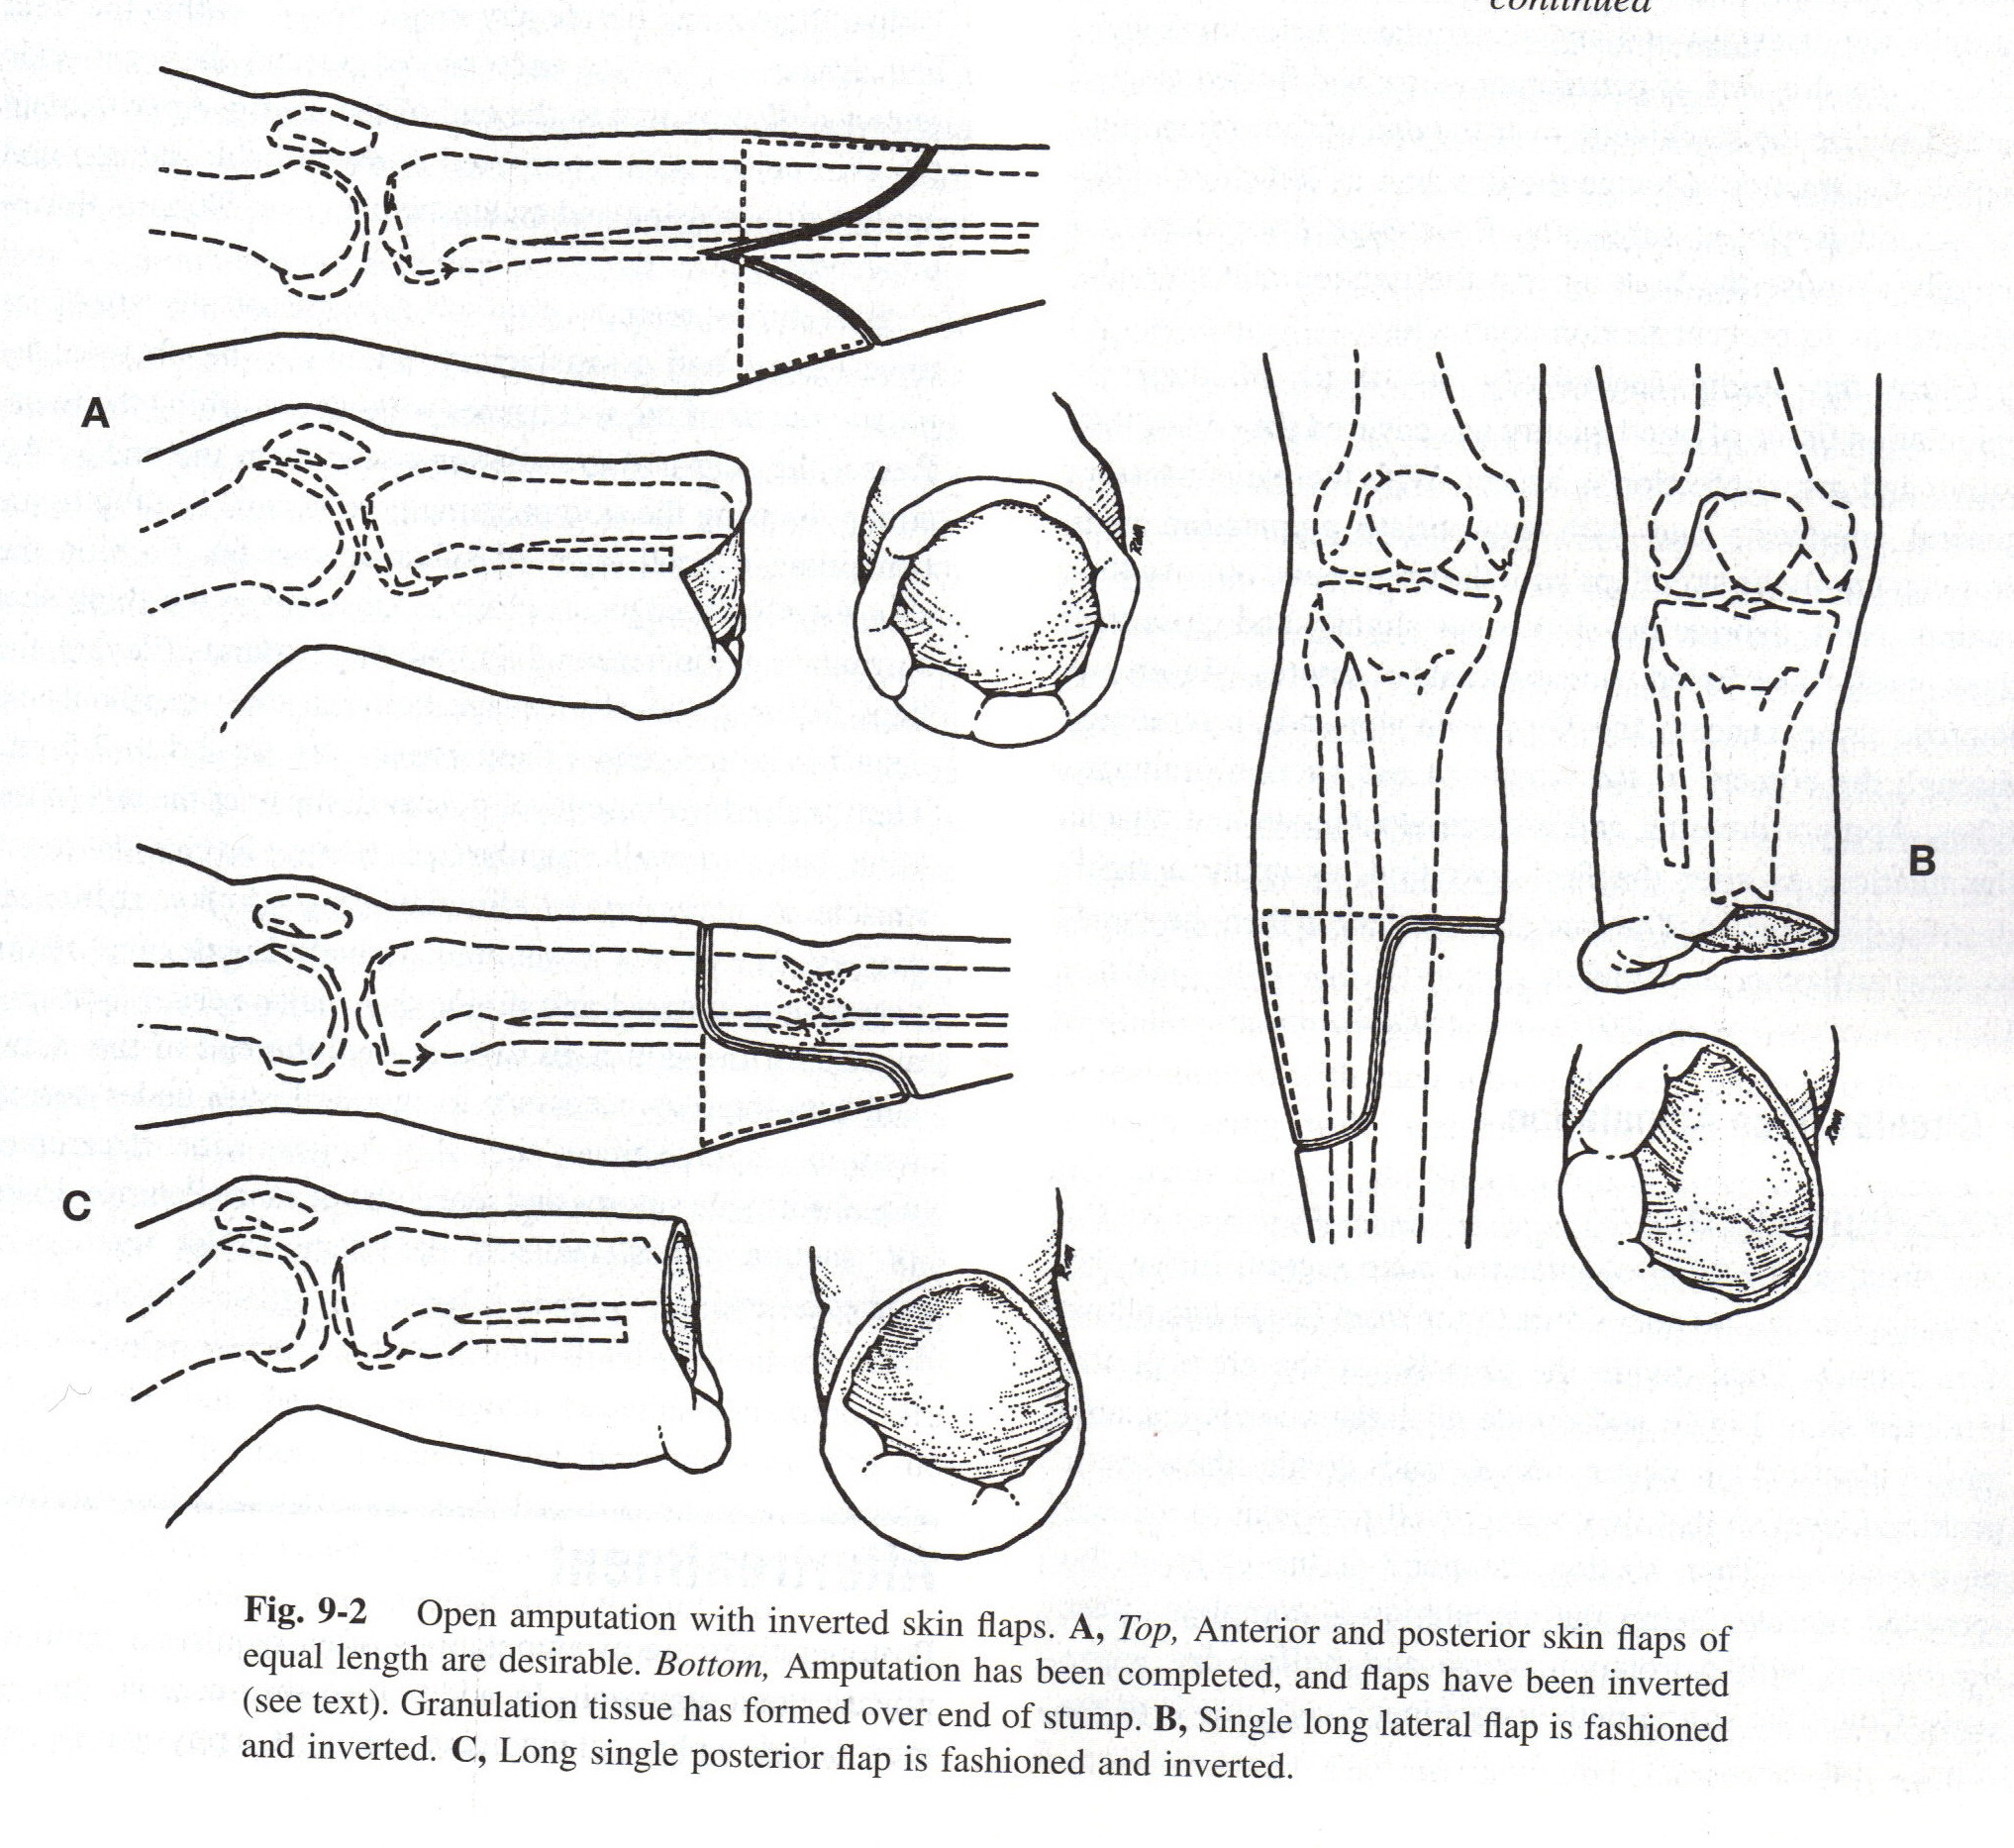 continued
A
B
C
Fig. 9-2 Open amputation with inverted skin flaps. A, Top, Anterior and posterior skin flaps of
equal length are desirable. Bottom, Amputation has been completed, and flaps have been inverted
(see text). Granulation tissue has formed over end of stump. B, Single long lateral flap is fashioned
and inverted. C, Long single posterior flap is fashioned and inverted.